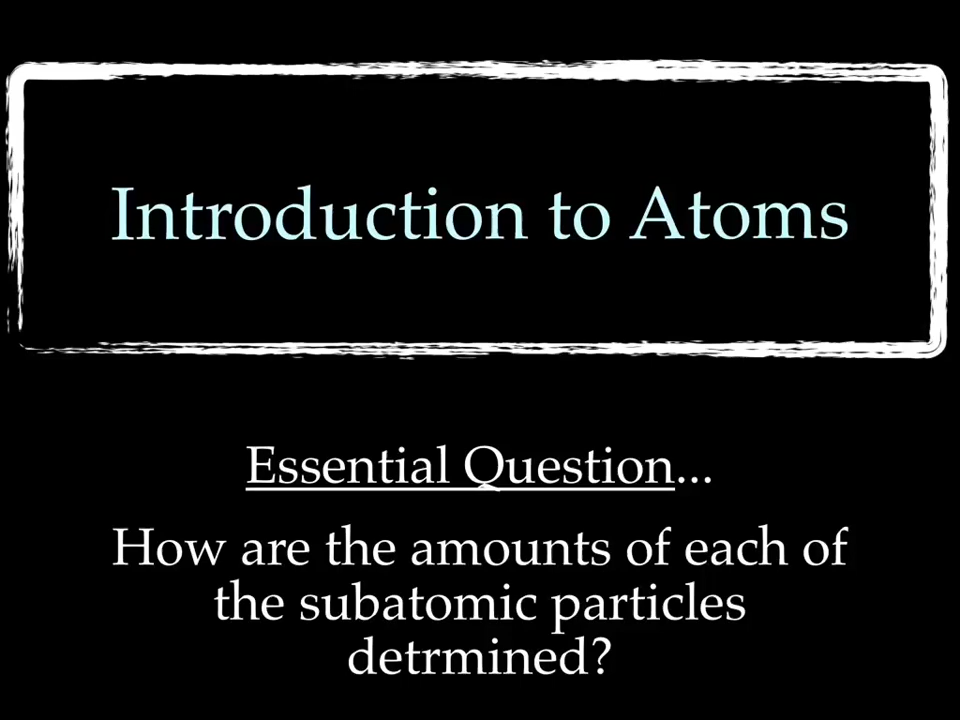 Introduction to Atoms
Essential Question...
How are the amounts of each of
the subatomic particles
detrmined?